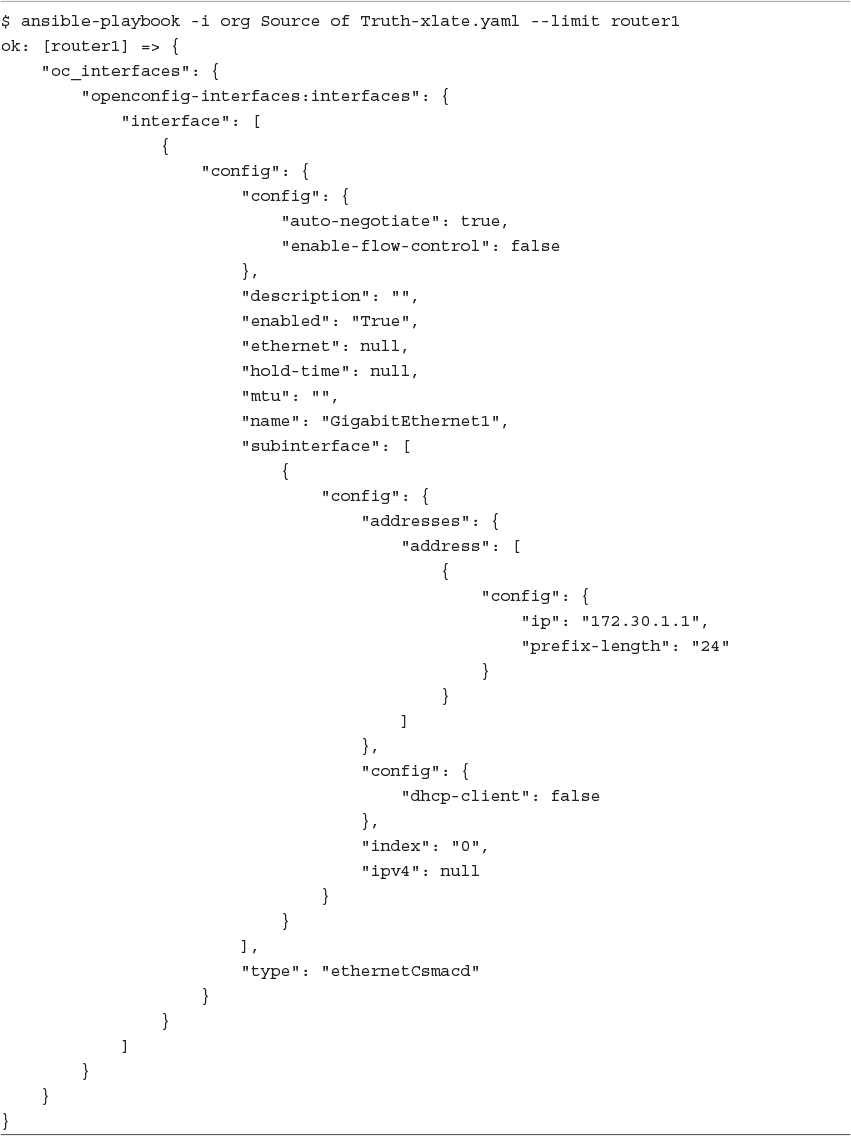 $ ansible-playbook -i org Source of Truth-xlate.yaml --limit router1
ok: [router1] => {
    "oc_interfaces": {
        "openconfig-interfaces:interfaces": {
            "interface": [
                {
                    "config": {
                        "config": {
                            "auto-negotiate": true,
                            "enable-flow-control": false
                        },
                        "description": "",
                        "enabled": "True",
                        "ethernet": null,
                        "hold-time": null,
                        "mtu": "",
                        "name": "GigabitEthernet1",
                        "subinterface": [
                            {
                                "config": {
                                    "addresses": {
                                        "address": [
                                            {
                                                "config": {
                                                    "ip": "172.30.1.1",
                                                    "prefix-length": "24"
                                                }
                                            }
                                        ]
                                    },
                                    "config": {
                                        "dhcp-client": false
                                    },
                                    "index": "0",
                                    "ipv4": null
                                }
                            }
                        ],
                        "type": "ethernetCsmacd"
                    }
                }
            ]
        }
    }
}